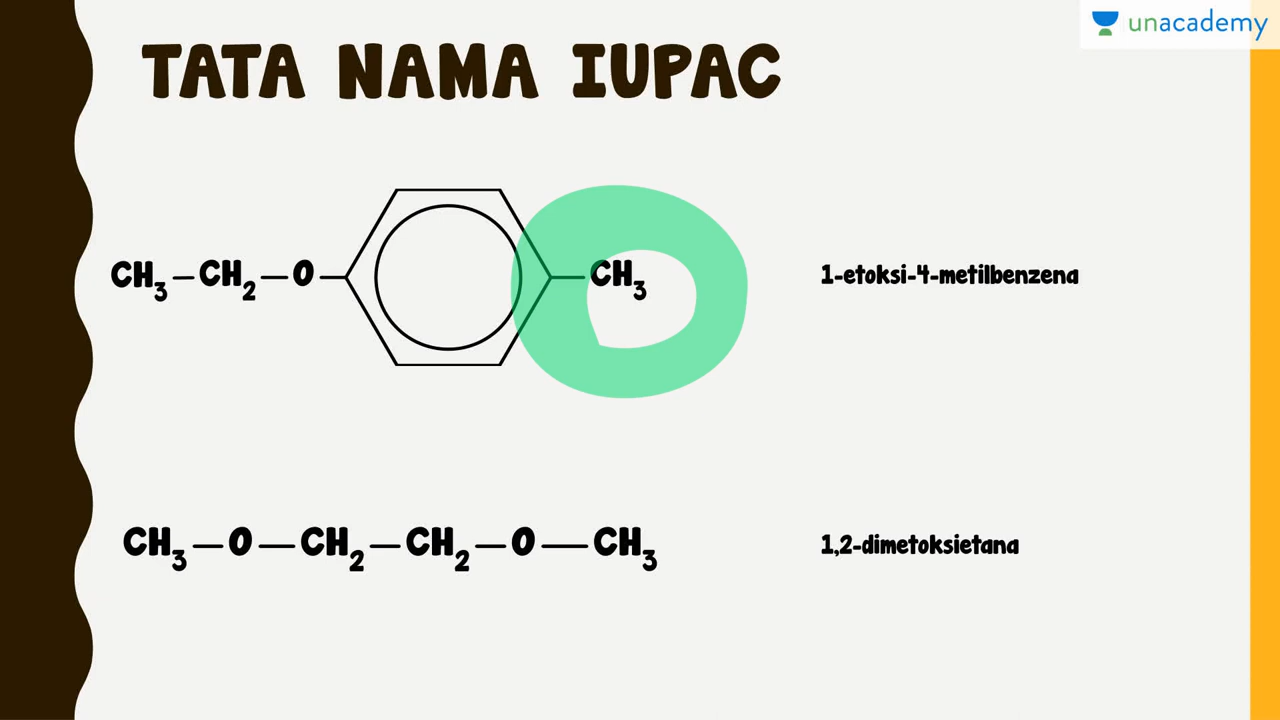 unacademy
TATA NAMA IUPAC
CH₃–CH₂–O– –CH₃ 1-etoksi-4-metilbenzena
CH₃–O–CH₂–CH₂–O–CH₃ 1,2-dimetoksietana